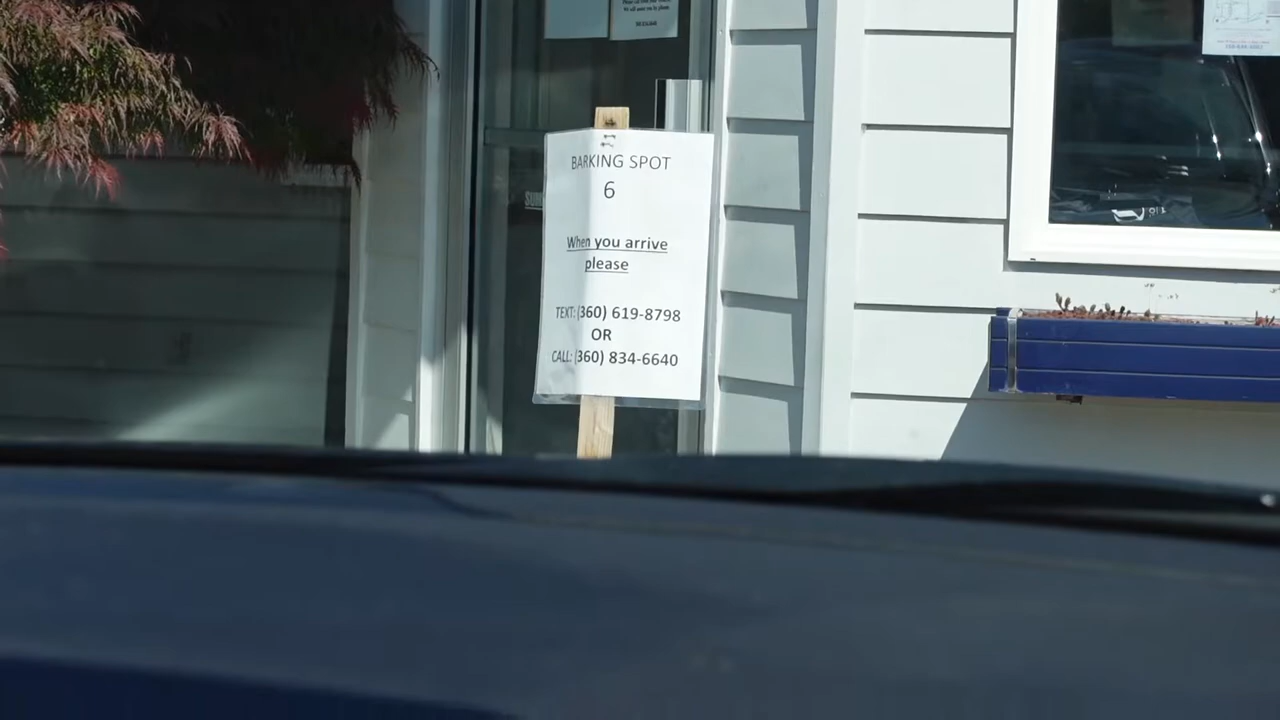 BARKING SPOT
6
When you arrive
please
TEXT: (360) 619-8798
OR
CALL: (360) 834-6640